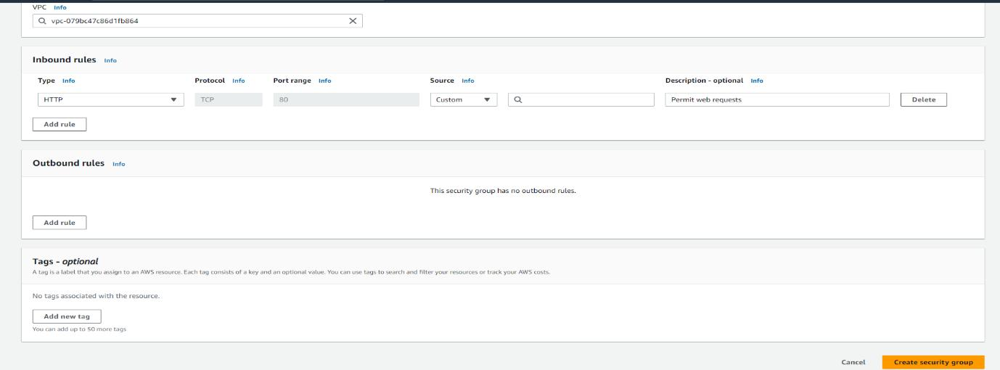 VPC Info
vpc-079bc47c86d1fb864
Inbound rules Info
Type Info Protocol Info Port range Info Source Info Description - optional Info
HTTP TCP 80 Custom Permit web requests Delete
Add rule
Outbound rules Info
This security group has no outbound rules.
Add rule
Tags - optional
A tag is a label that you assign to an AWS resource. Each tag consists of a key and an optional value. You can use tags to search and filter your resources or track your AWS costs.
No tags associated with the resource.
Add new tag
You can add up to 50 more tags
Cancel Create security group